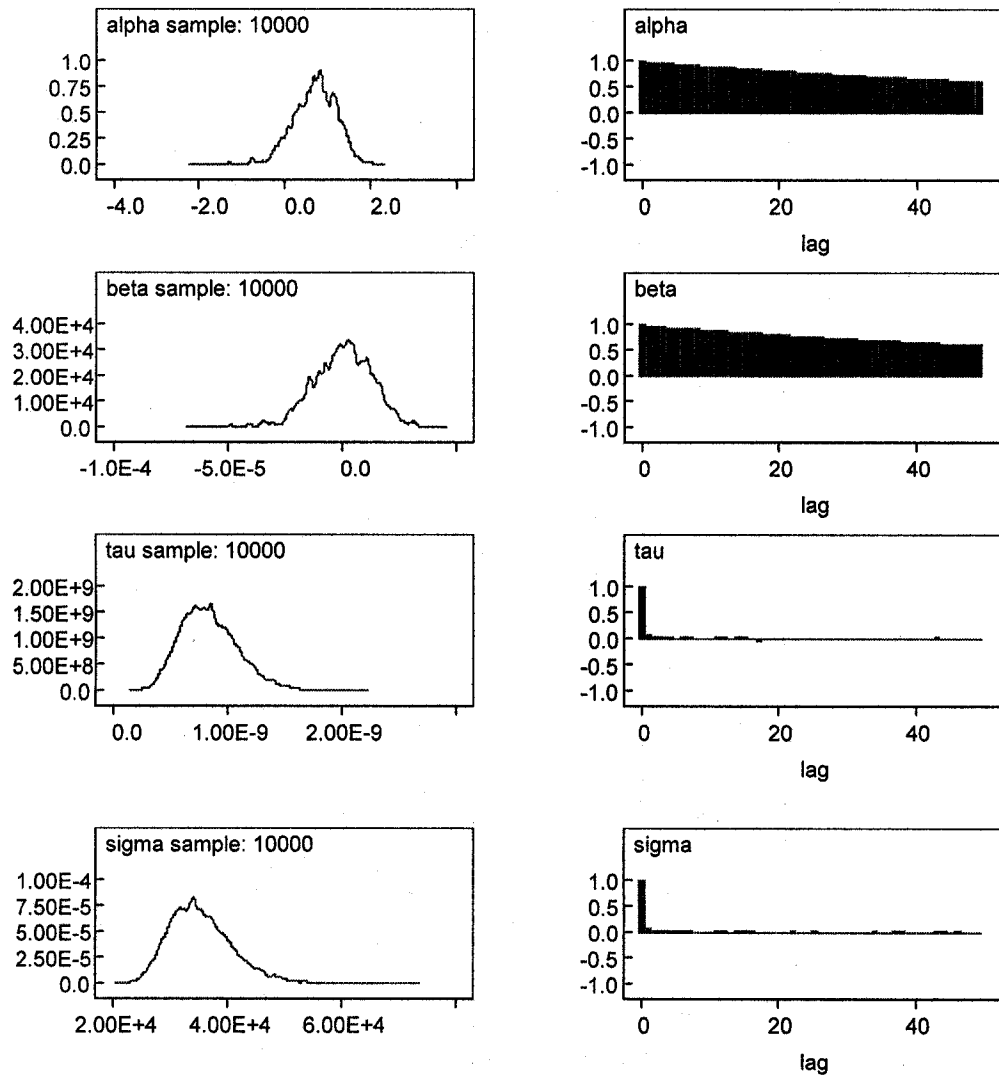 alpha sample: 10000
1.0
0.75
0.5
0.25
0.0
-4.0 -2.0 0.0 2.0
alpha
1.0
0.5
0.0
-0.5
-1.0
0 20 40
lag
beta sample: 10000
4.00E+4
3.00E+4
2.00E+4
1.00E+4
0.0
-1.0E-4 -5.0E-5 0.0
beta
1.0
0.5
0.0
-0.5
-1.0
0 20 40
lag
tau sample: 10000
2.00E+9
1.50E+9
1.00E+9
5.00E+8
0.0
0.0 1.00E-9 2.00E-9
tau
1.0
0.5
0.0
-0.5
-1.0
0 20 40
lag
sigma sample: 10000
1.00E-4
7.50E-5
5.00E-5
2.50E-5
0.0
2.00E+4 4.00E+4 6.00E+4
sigma
1.0
0.5
0.0
-0.5
-1.0
0 20 40
lag